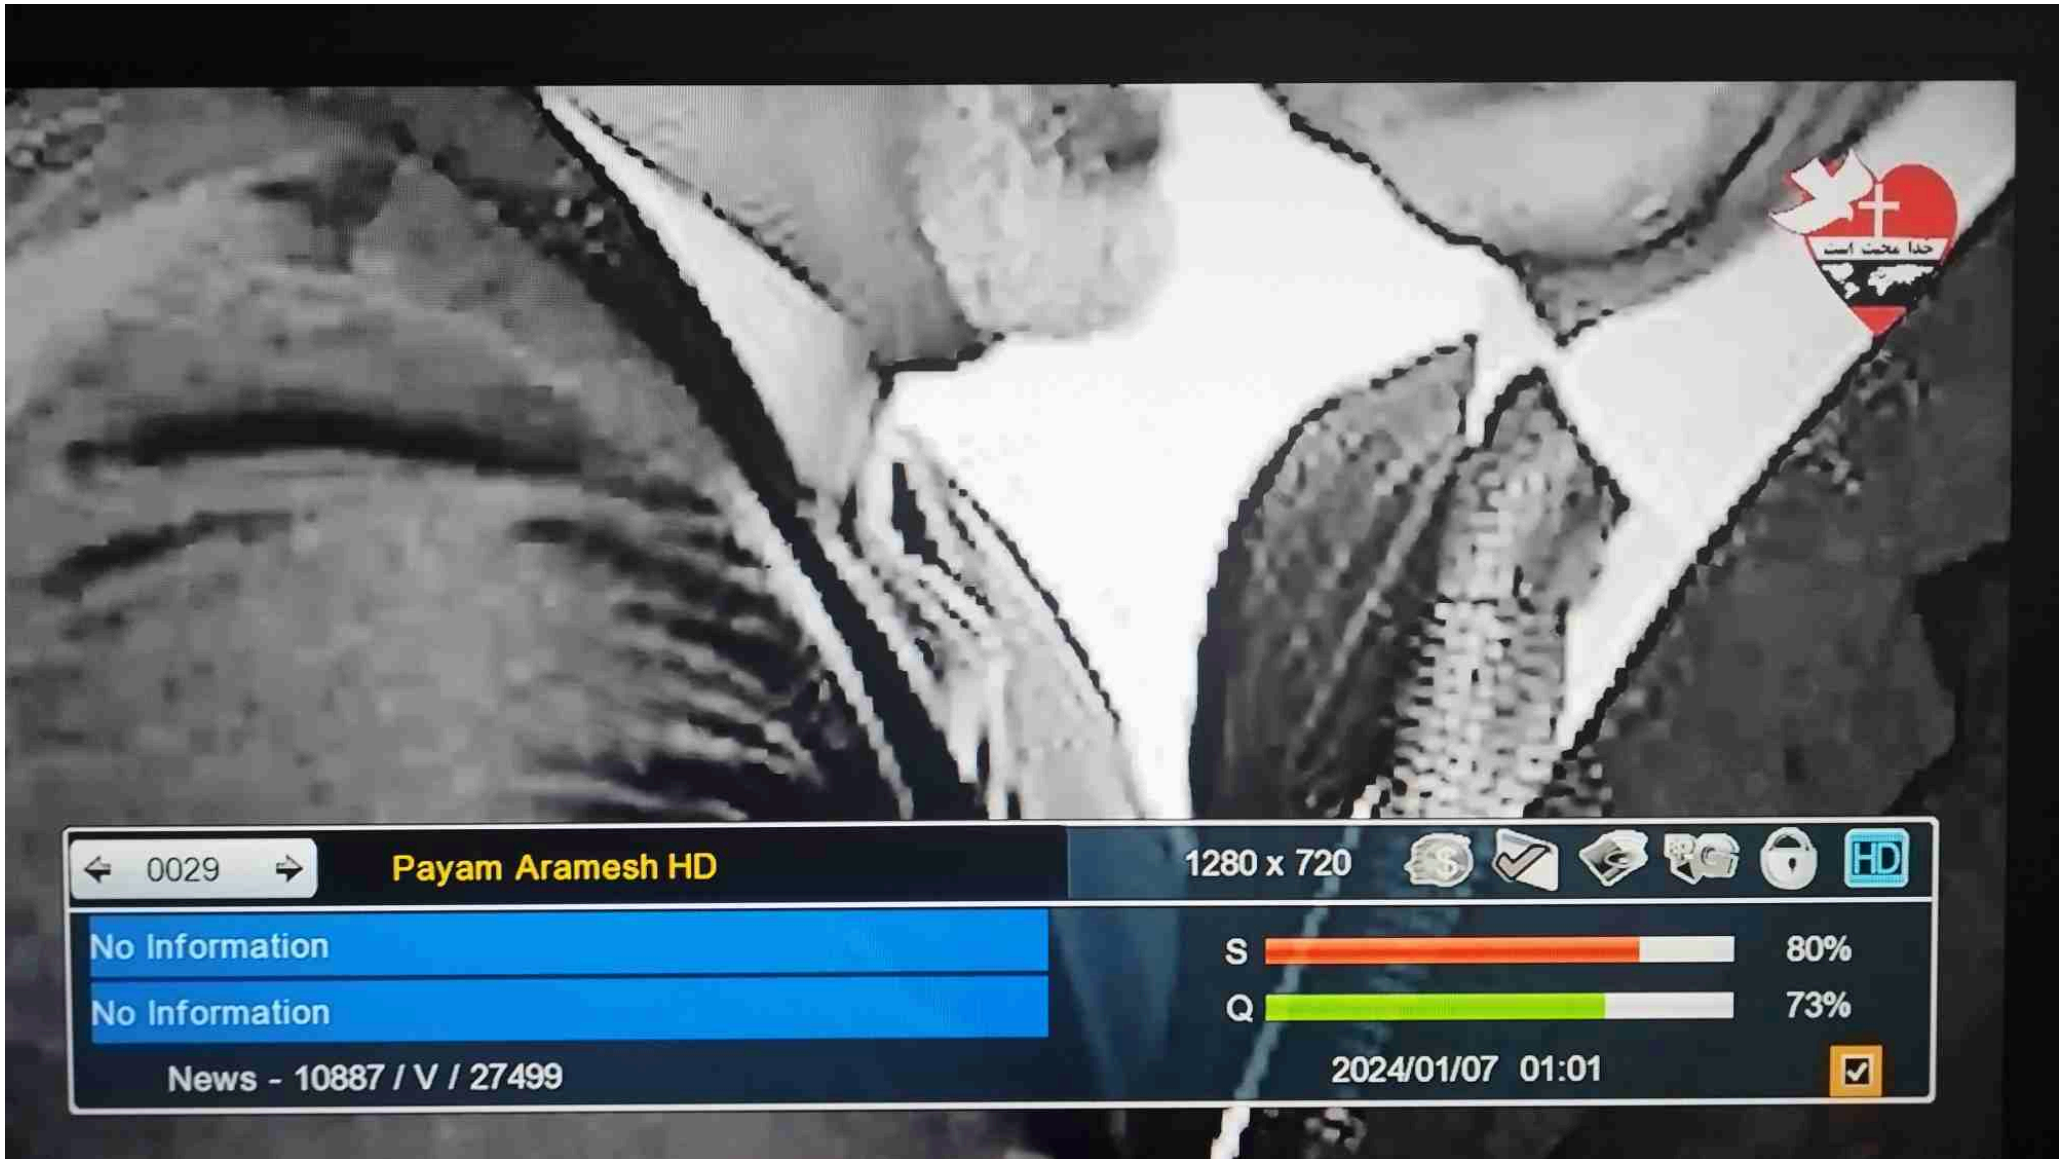 خدا محبت است
0029
Payam Aramesh HD
1280 x 720
HD
No Information
No Information
S 80%
Q 73%
News - 10887 / V / 27499
2024/01/07 01:01